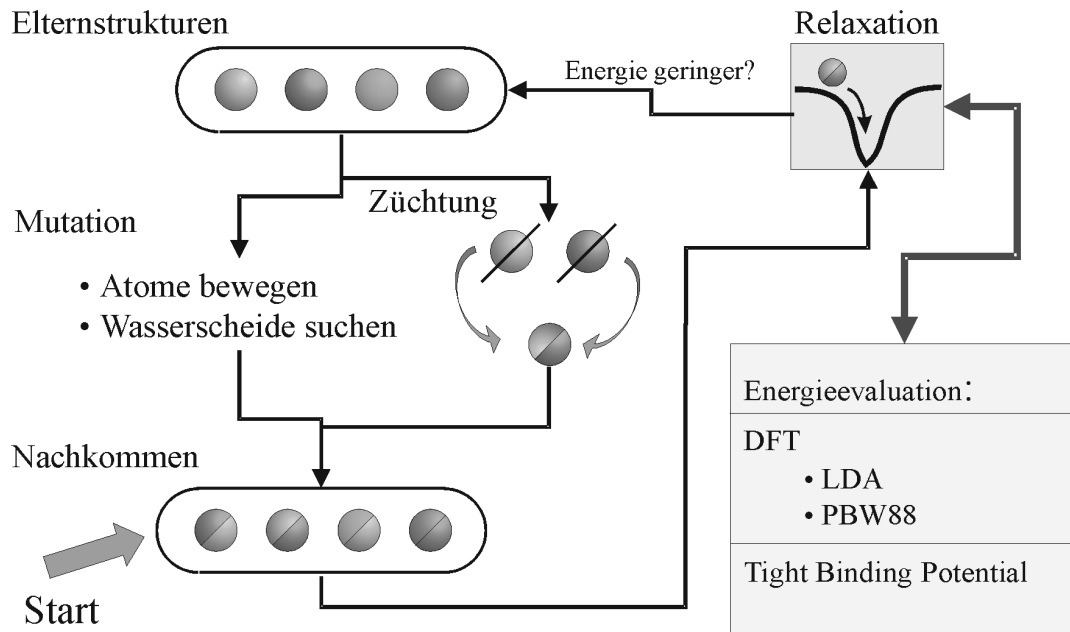 Elternstrukturen
Relaxation
Energie geringer?
Züchtung
Mutation
• Atome bewegen
• Wasserscheide suchen
Energieevaluation:
DFT
• LDA
• PBW88
Tight Binding Potential
Nachkommen
Start